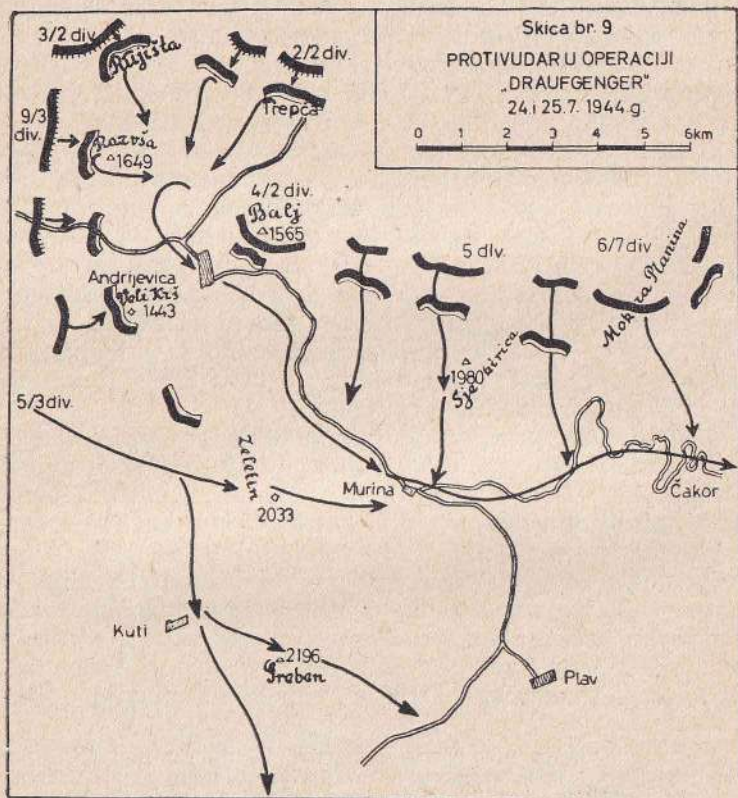 Skica br. 9
PROTIVUDAR U OPERACIJI
„DRAUFGENGER"
24. i 25.7. 1944.g.
0 1 2 3 4 5 6km
3/2 div.
Rujišta
2/2 div.
Trepča
9/3
div.
Razvrša
1649
4/2 div.
Balj
1565
5 div.
6/7 div
Mokra Planina
Andrijevica
Veli Krš
1443
1980
Sjekirica
5/3 div.
Zeletin
2033
Murina
Čakor
Kuti
2196
Greben
Plav